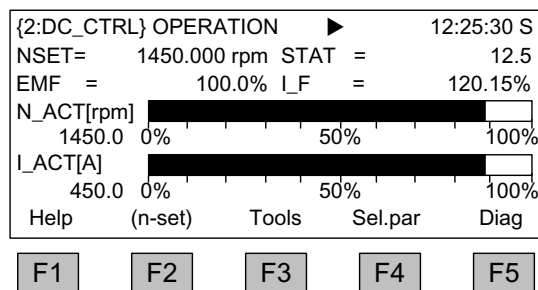 {2:DC_CTRL} OPERATION ▶ 12:25:30 S
NSET= 1450.000 rpm STAT = 12.5
EMF = 100.0% I_F = 120.15%
N_ACT[rpm]
1450.0 0% 50% 100%
I_ACT[A]
450.0 0% 50% 100%
Help (n-set) Tools Sel.par Diag
F1 F2 F3 F4 F5